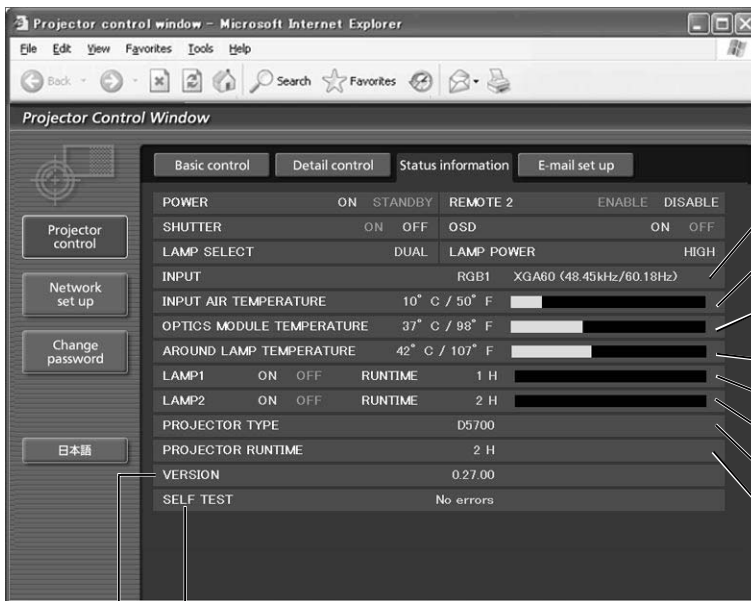 Projector control window - Microsoft Internet Explorer
File Edit View Favorites Tools Help
Back Search Favorites
Projector Control Window
Basic control Detail control Status information E-mail set up
Projector control
Network set up
Change password
日本語
POWER ON STANDBY REMOTE 2 ENABLE DISABLE
SHUTTER ON OFF OSD ON OFF
LAMP SELECT DUAL LAMP POWER HIGH
INPUT RGB1 XGA60 (48.45kHz/60.18Hz)
INPUT AIR TEMPERATURE 10° C / 50° F
OPTICS MODULE TEMPERATURE 37° C / 98° F
AROUND LAMP TEMPERATURE 42° C / 107° F
LAMP1 ON OFF RUNTIME 1 H
LAMP2 ON OFF RUNTIME 2 H
PROJECTOR TYPE D5700
PROJECTOR RUNTIME 2 H
VERSION 0.27.00
SELF TEST No errors